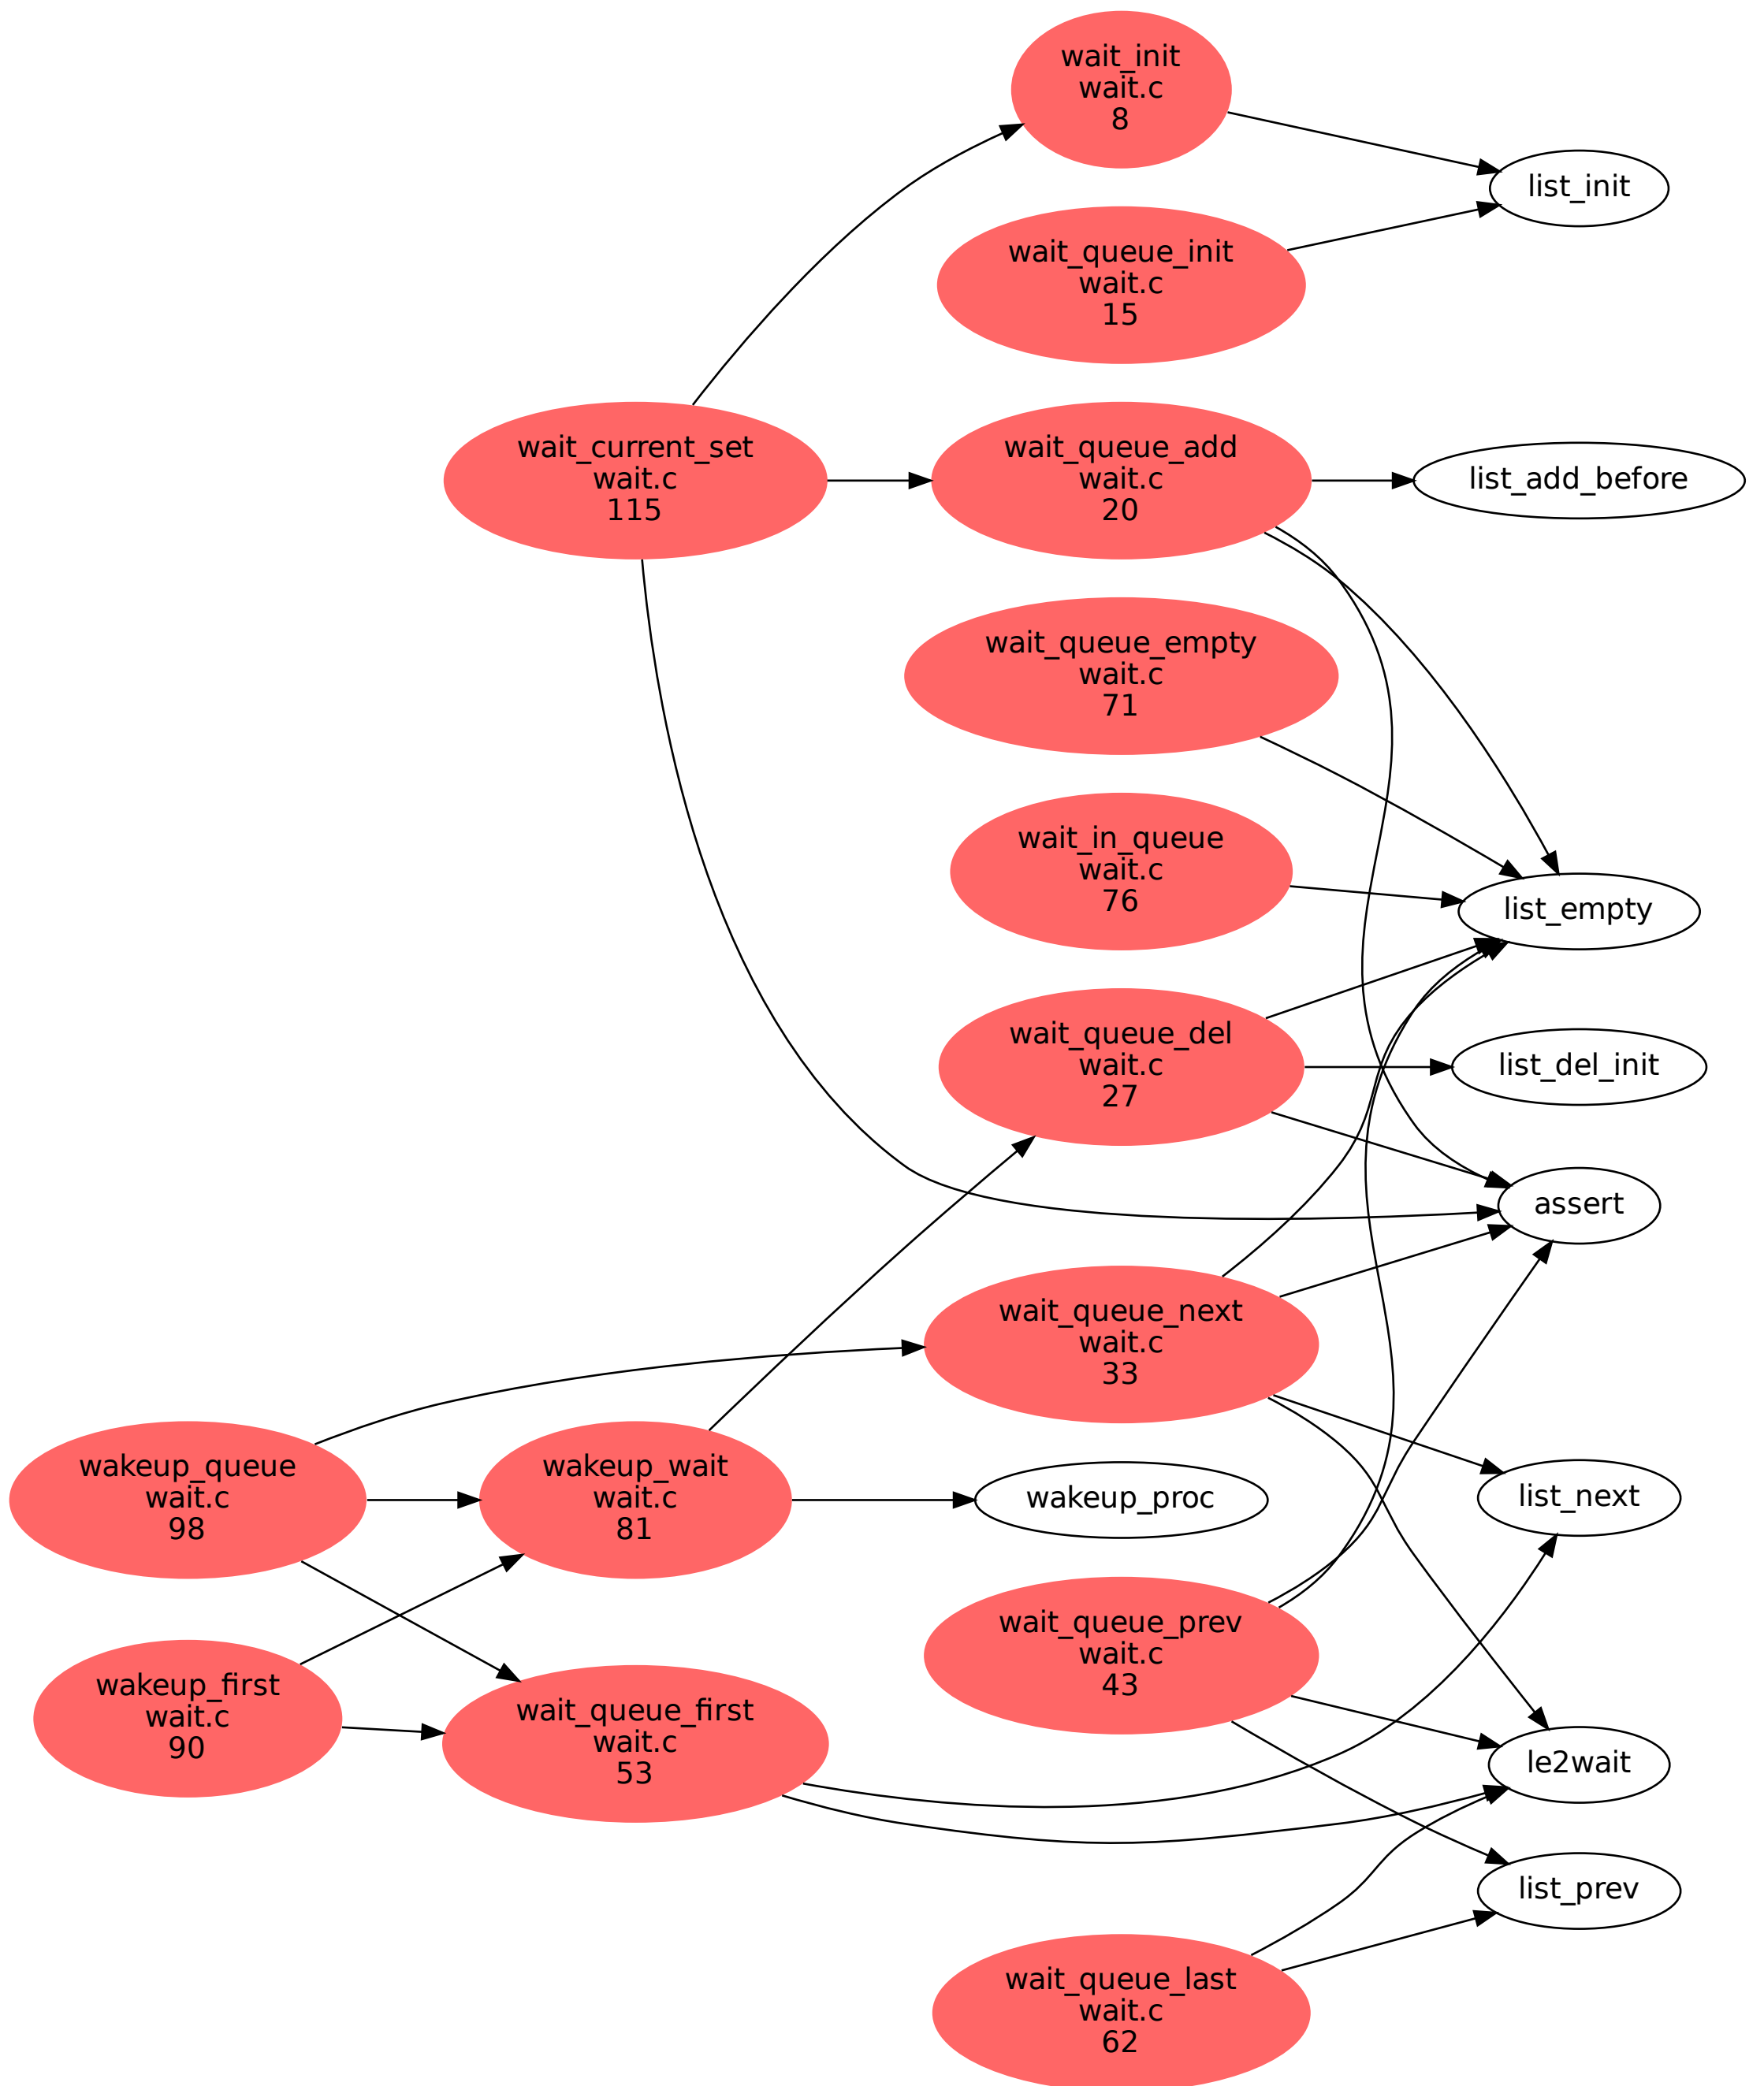 wait_init
wait.c
8
list_init
wait_queue_init
wait.c
15
wait_current_set
wait.c
115
wait_queue_add
wait.c
20
list_add_before
wait_queue_empty
wait.c
71
wait_in_queue
wait.c
76
list_empty
wait_queue_del
wait.c
27
list_del_init
assert
wait_queue_next
wait.c
33
wakeup_queue
wait.c
98
wakeup_wait
wait.c
81
wakeup_proc
list_next
wait_queue_prev
wait.c
43
wakeup_first
wait.c
90
wait_queue_first
wait.c
53
le2wait
list_prev
wait_queue_last
wait.c
62